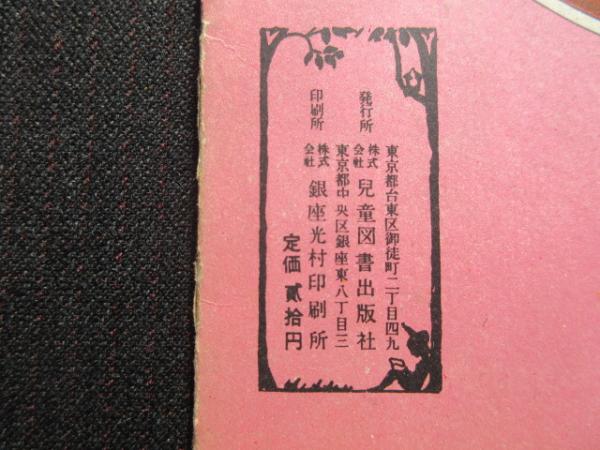 東京都台東区御徒町二丁目四九
発行所 株式会社 兒童図書出版社
東京都中央区銀座東八丁目三
印刷所 株式会社 銀座光村印刷所
定価 貳拾円